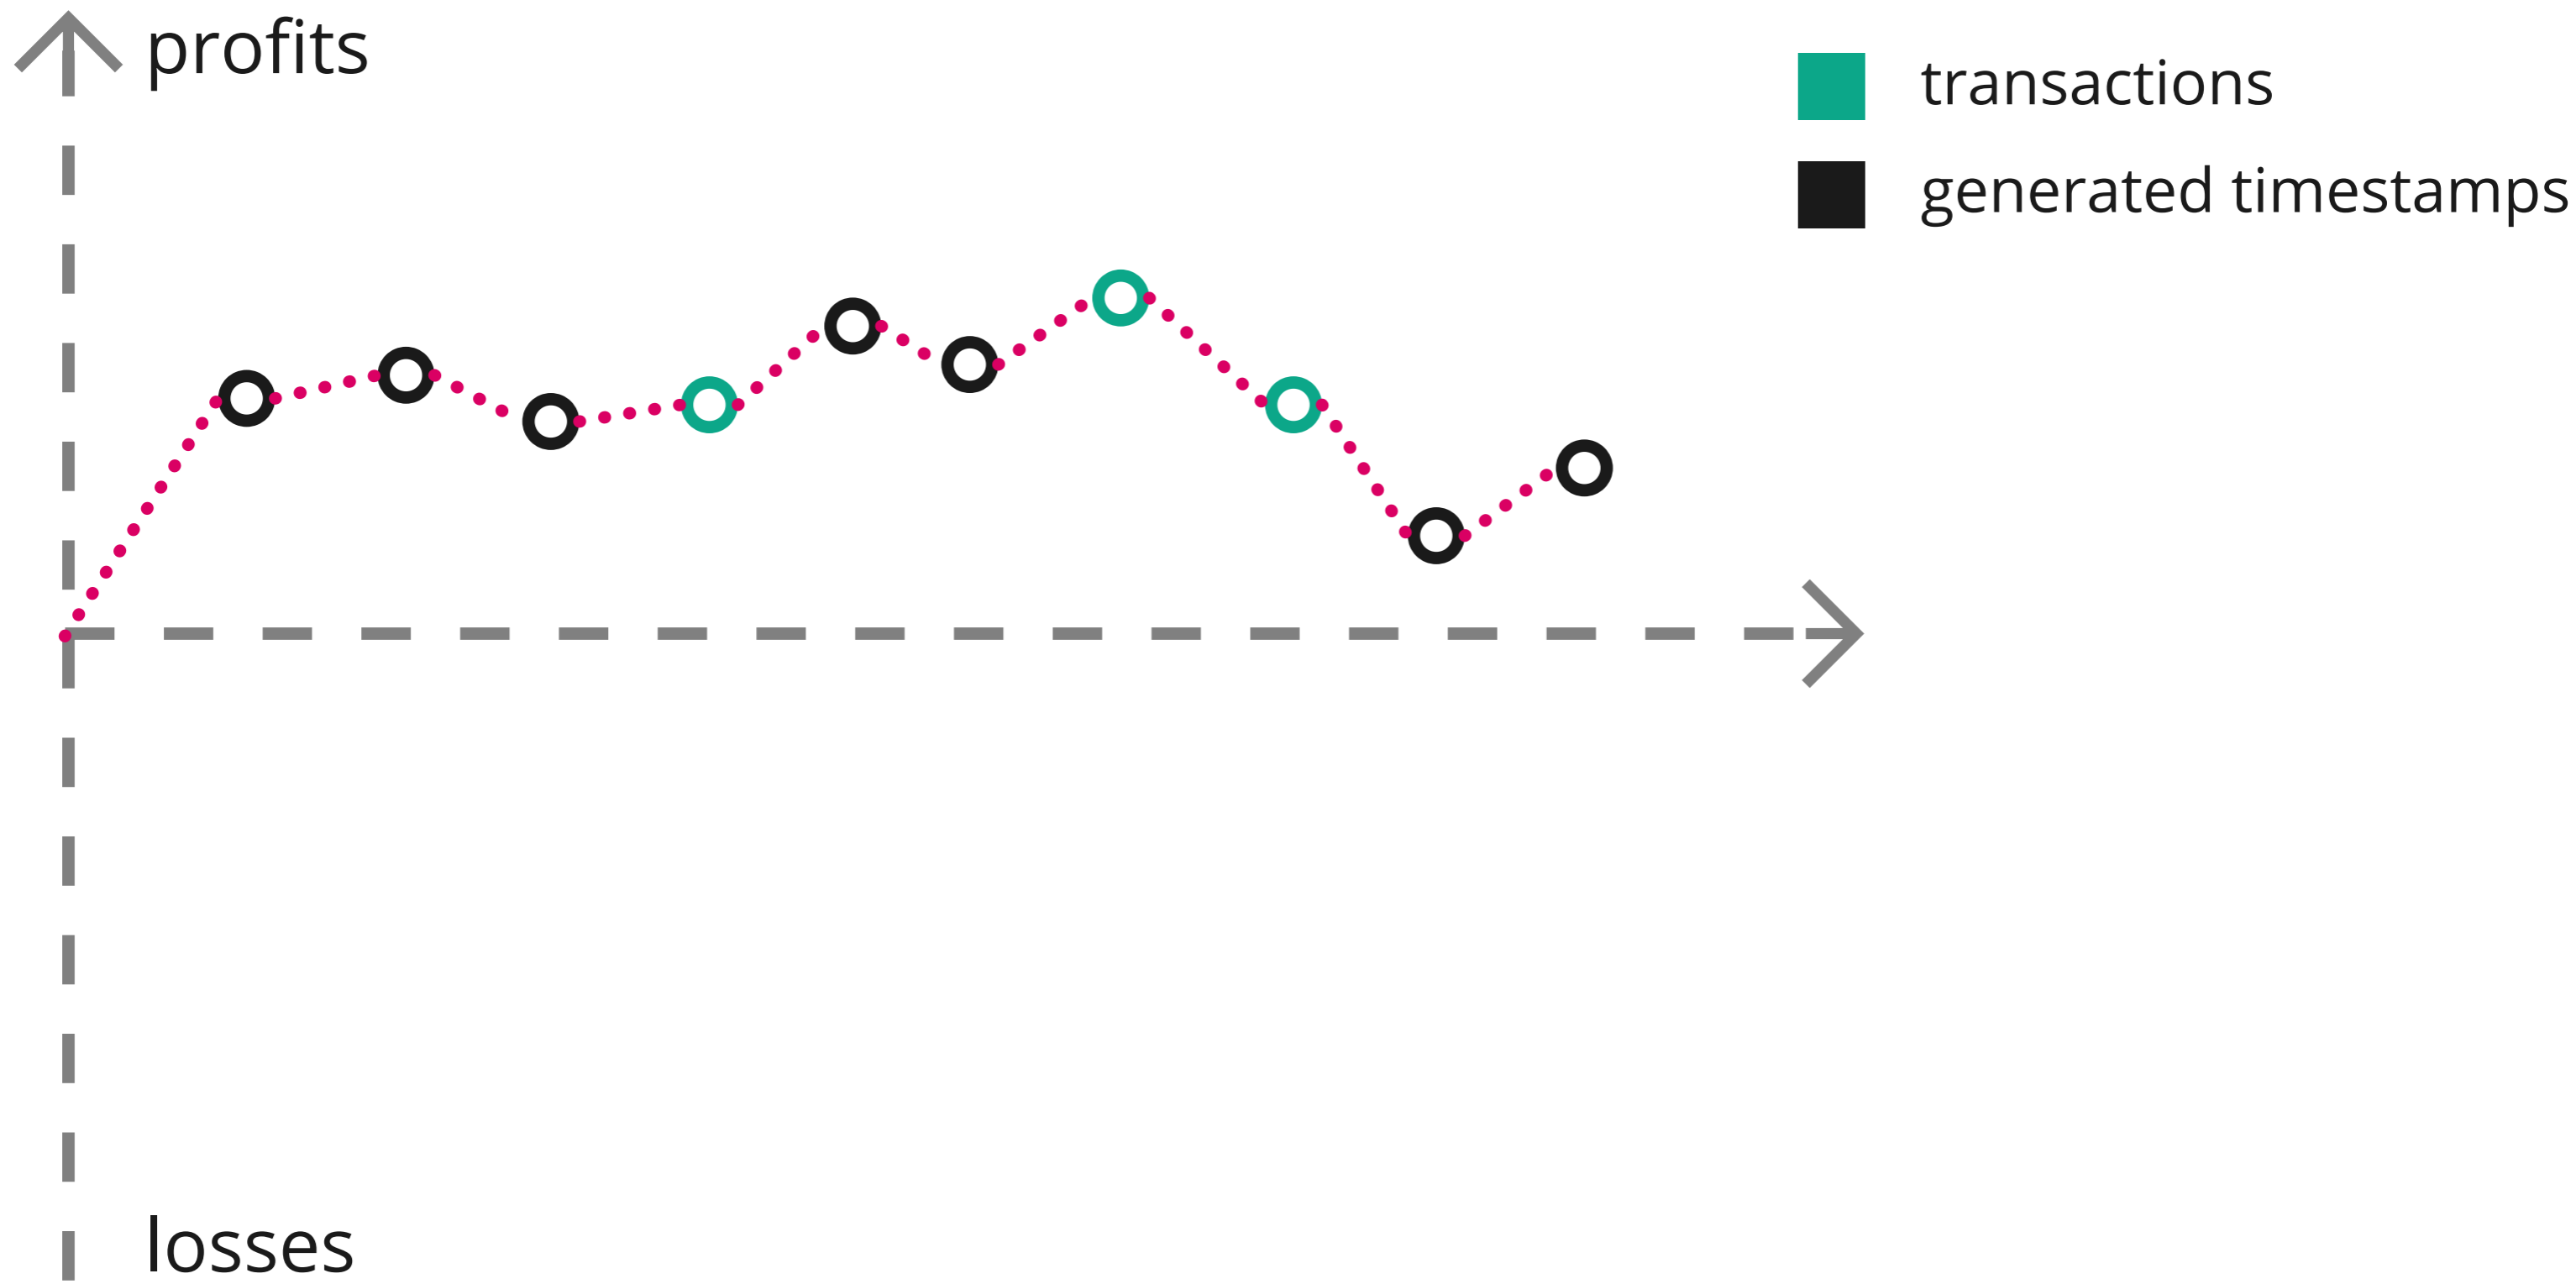 profits
transactions
generated timestamps
losses